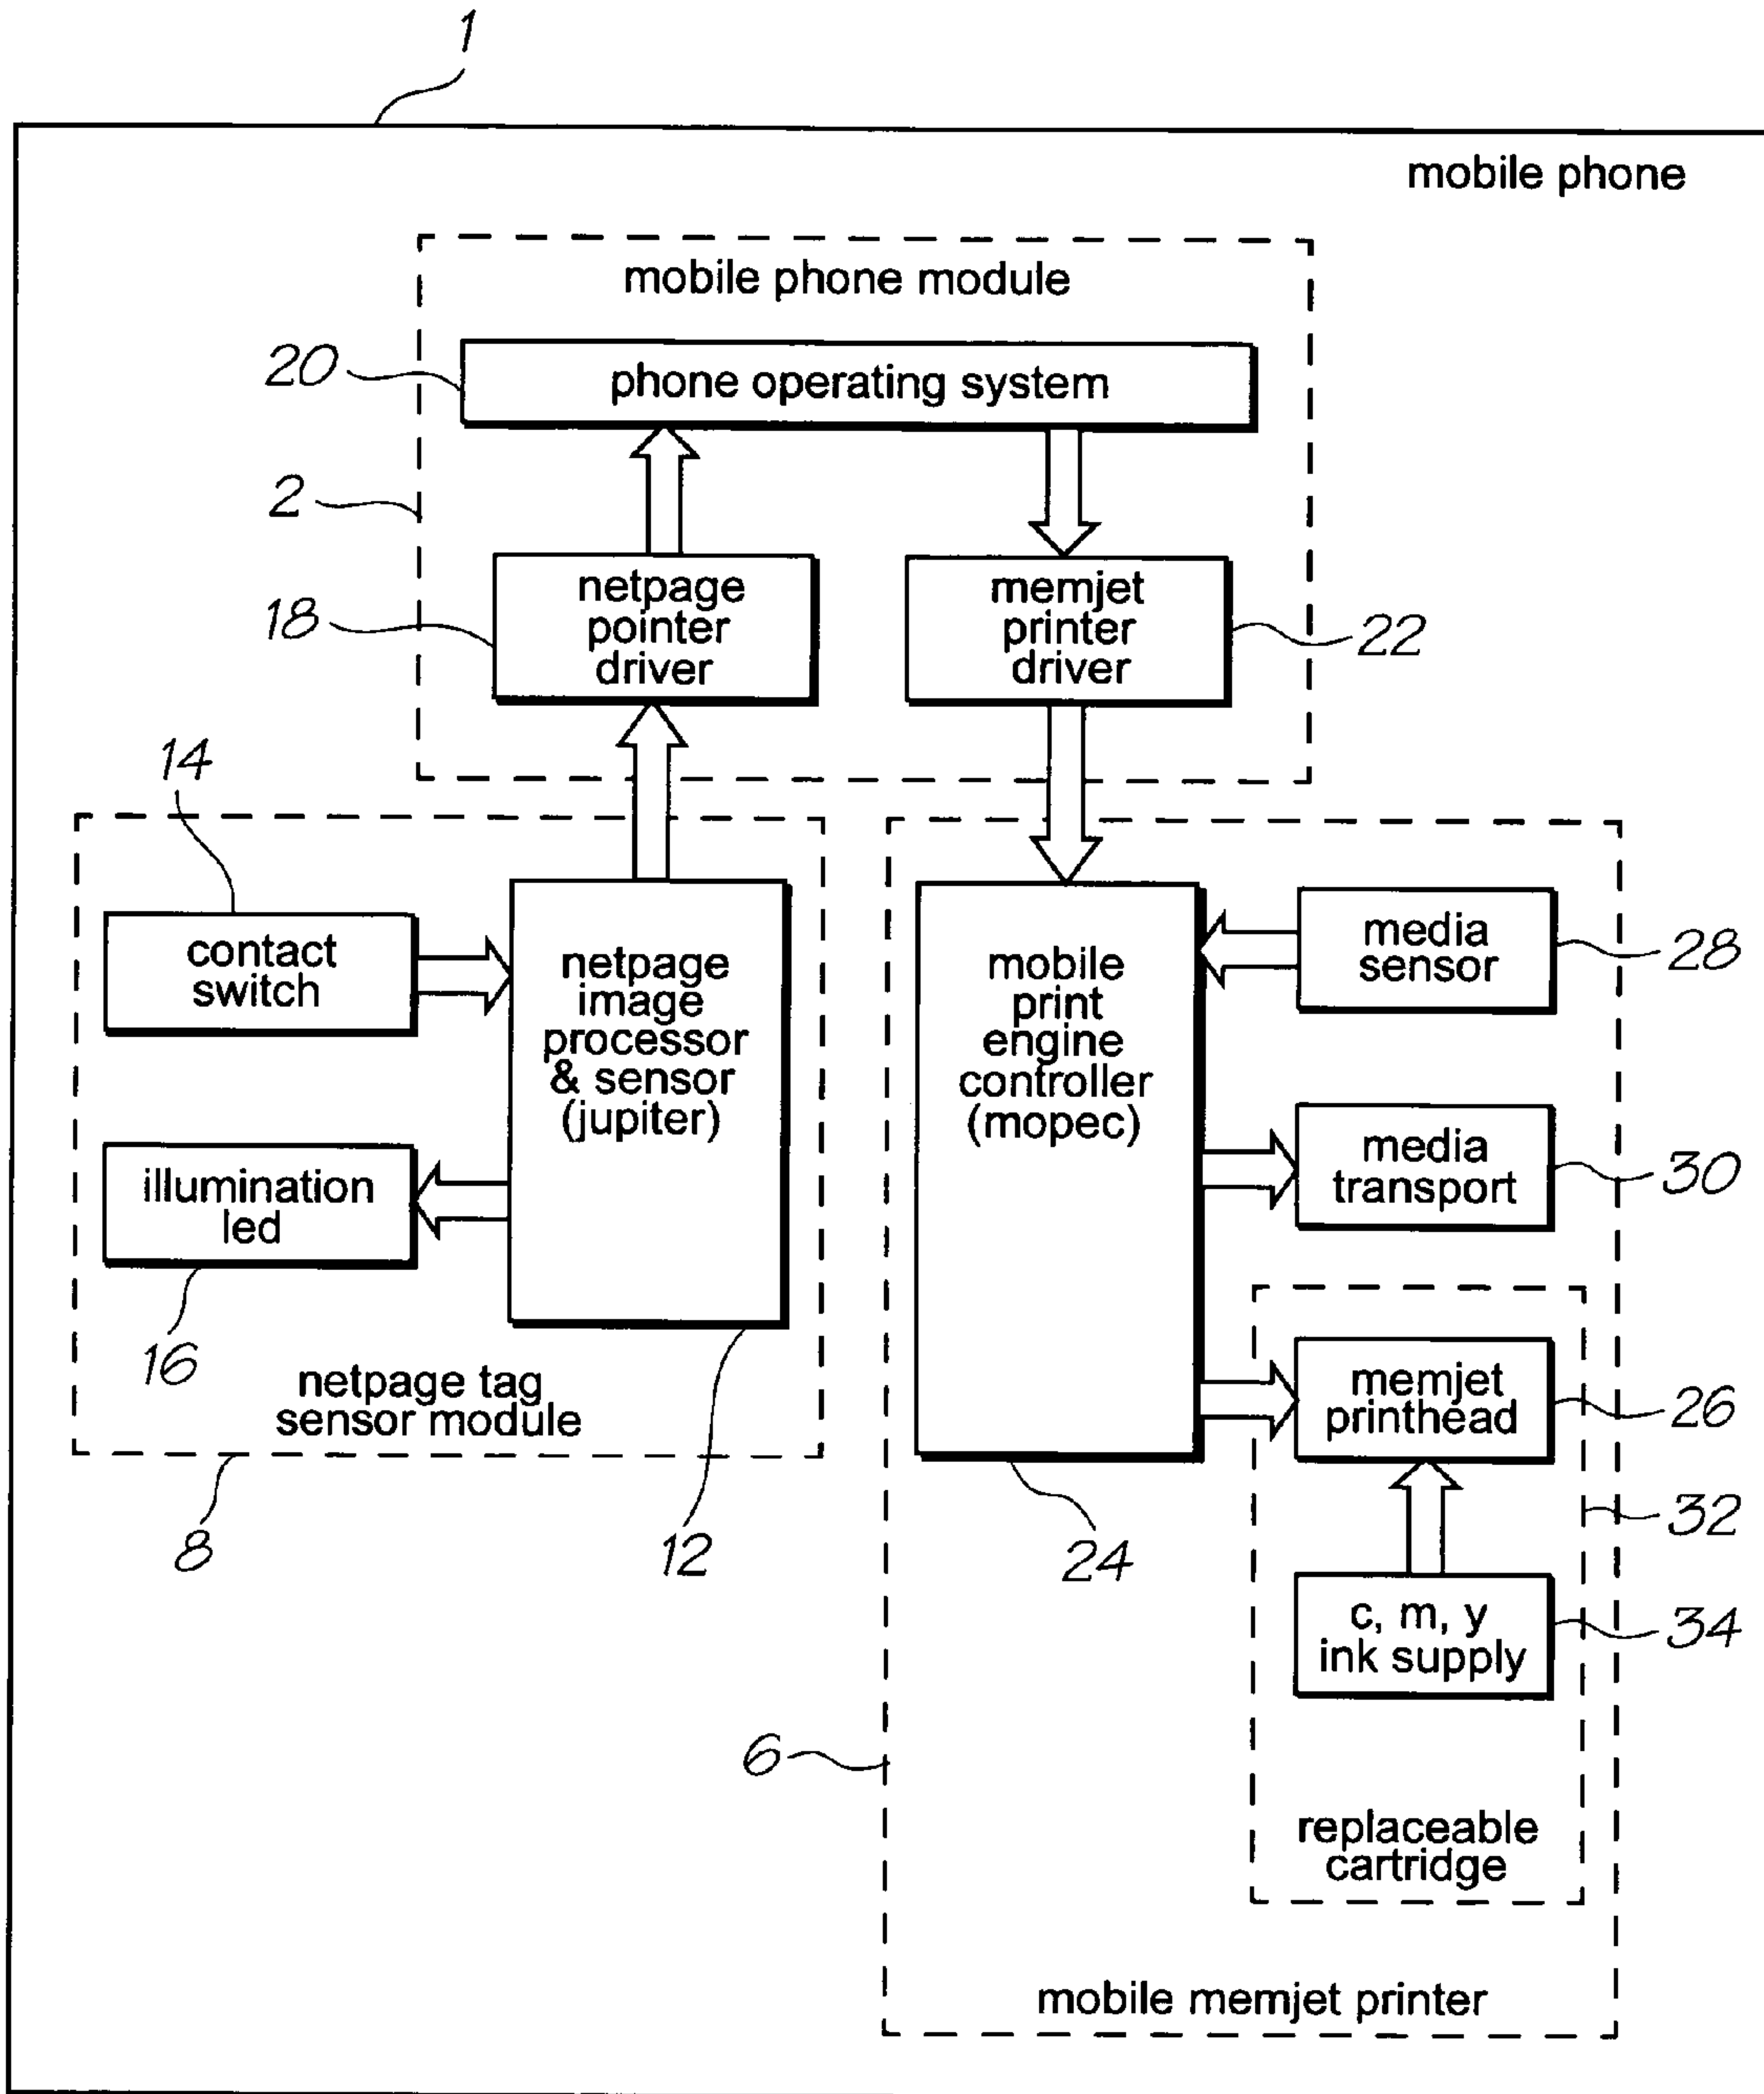 1
mobile phone
mobile phone module
20
phone operating system
2
18
netpage
pointer
driver
memjet
printer
driver
22
14
contact
switch
netpage
image
processor
& sensor
(jupiter)
illumination
led
16
netpage tag
sensor module
8
12
mobile
print
engine
controller
(mopec)
24
media
sensor
28
media
transport
30
memjet
printhead
26
32
c, m, y
ink supply
34
6
replaceable
cartridge
mobile memjet printer